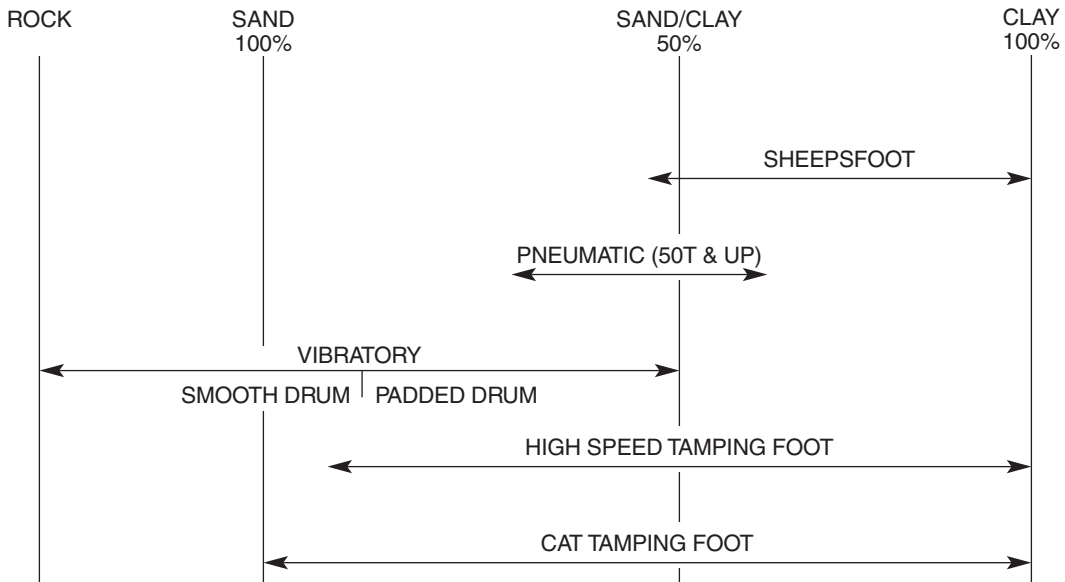 ROCK SAND SAND/CLAY CLAY
100% 50% 100%
SHEEPSFOOT
PNEUMATIC (50T & UP)
VIBRATORY
SMOOTH DRUM PADDED DRUM
HIGH SPEED TAMPING FOOT
CAT TAMPING FOOT